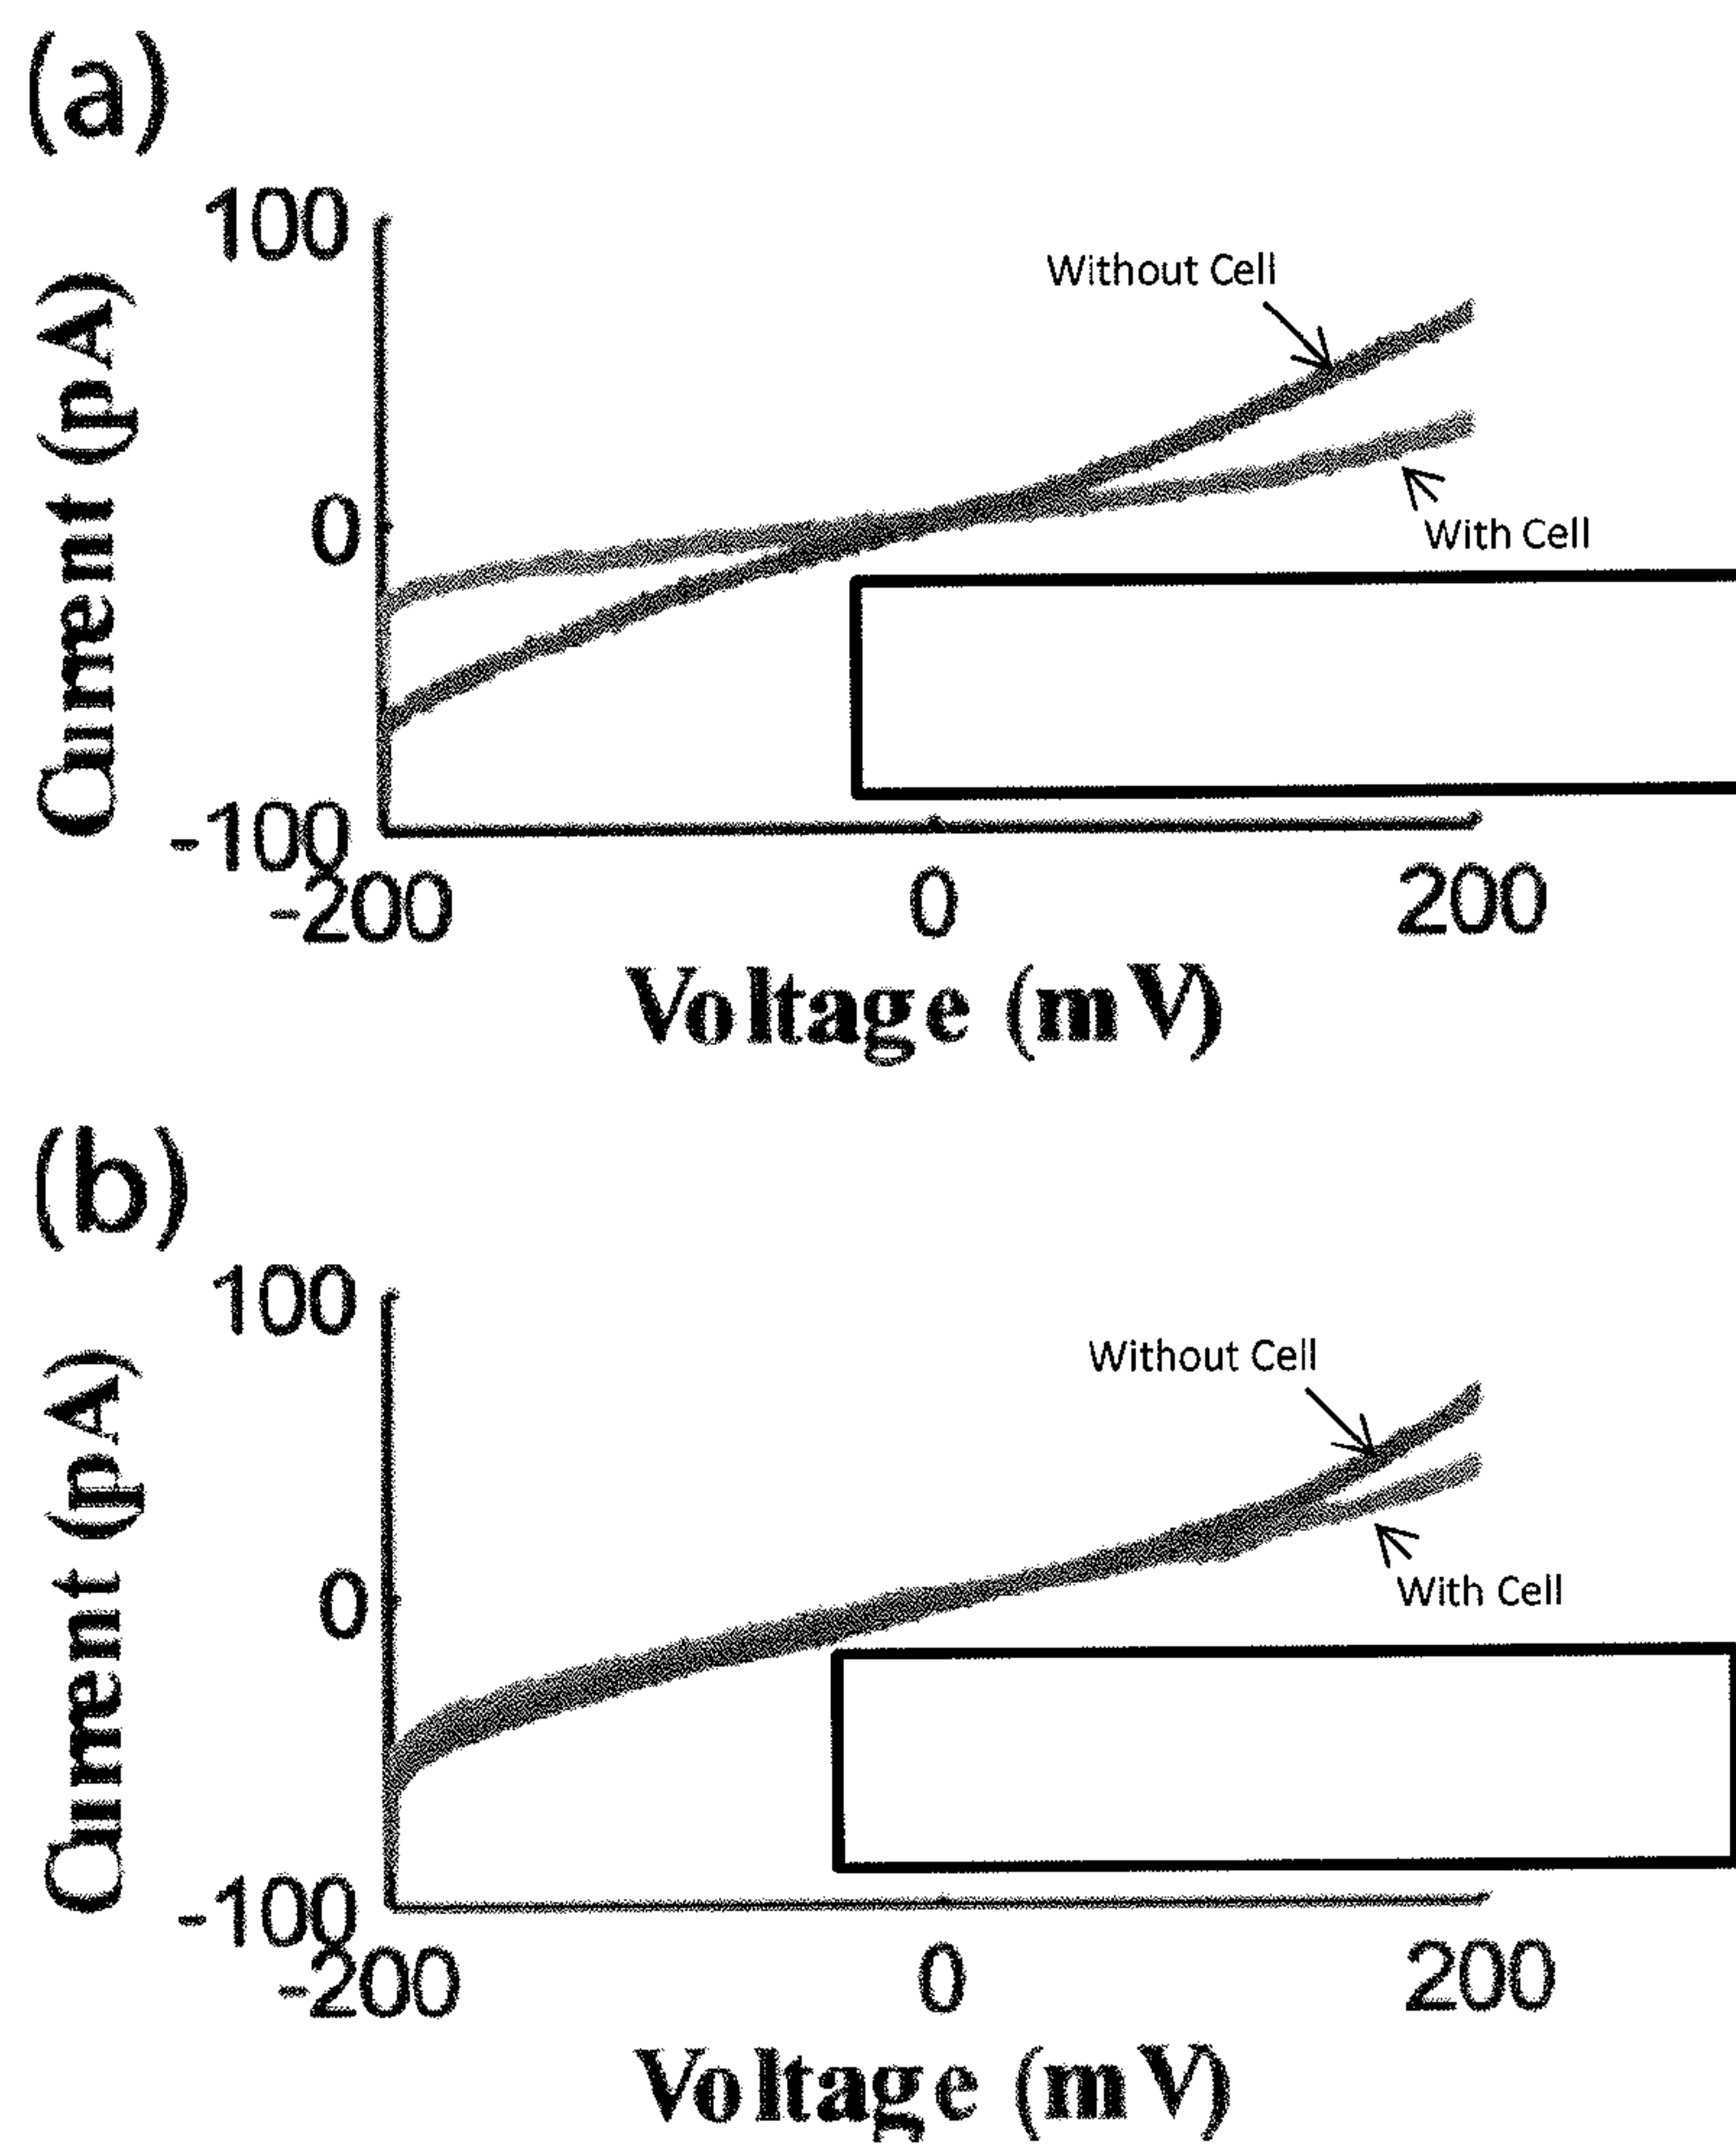 (a)
100
Without Cell
Current (pA)
0
With Cell
-100
-200
0
200
Voltage (mV)
(b)
100
Without Cell
Current (pA)
0
With Cell
-100
-200
0
200
Voltage (mV)